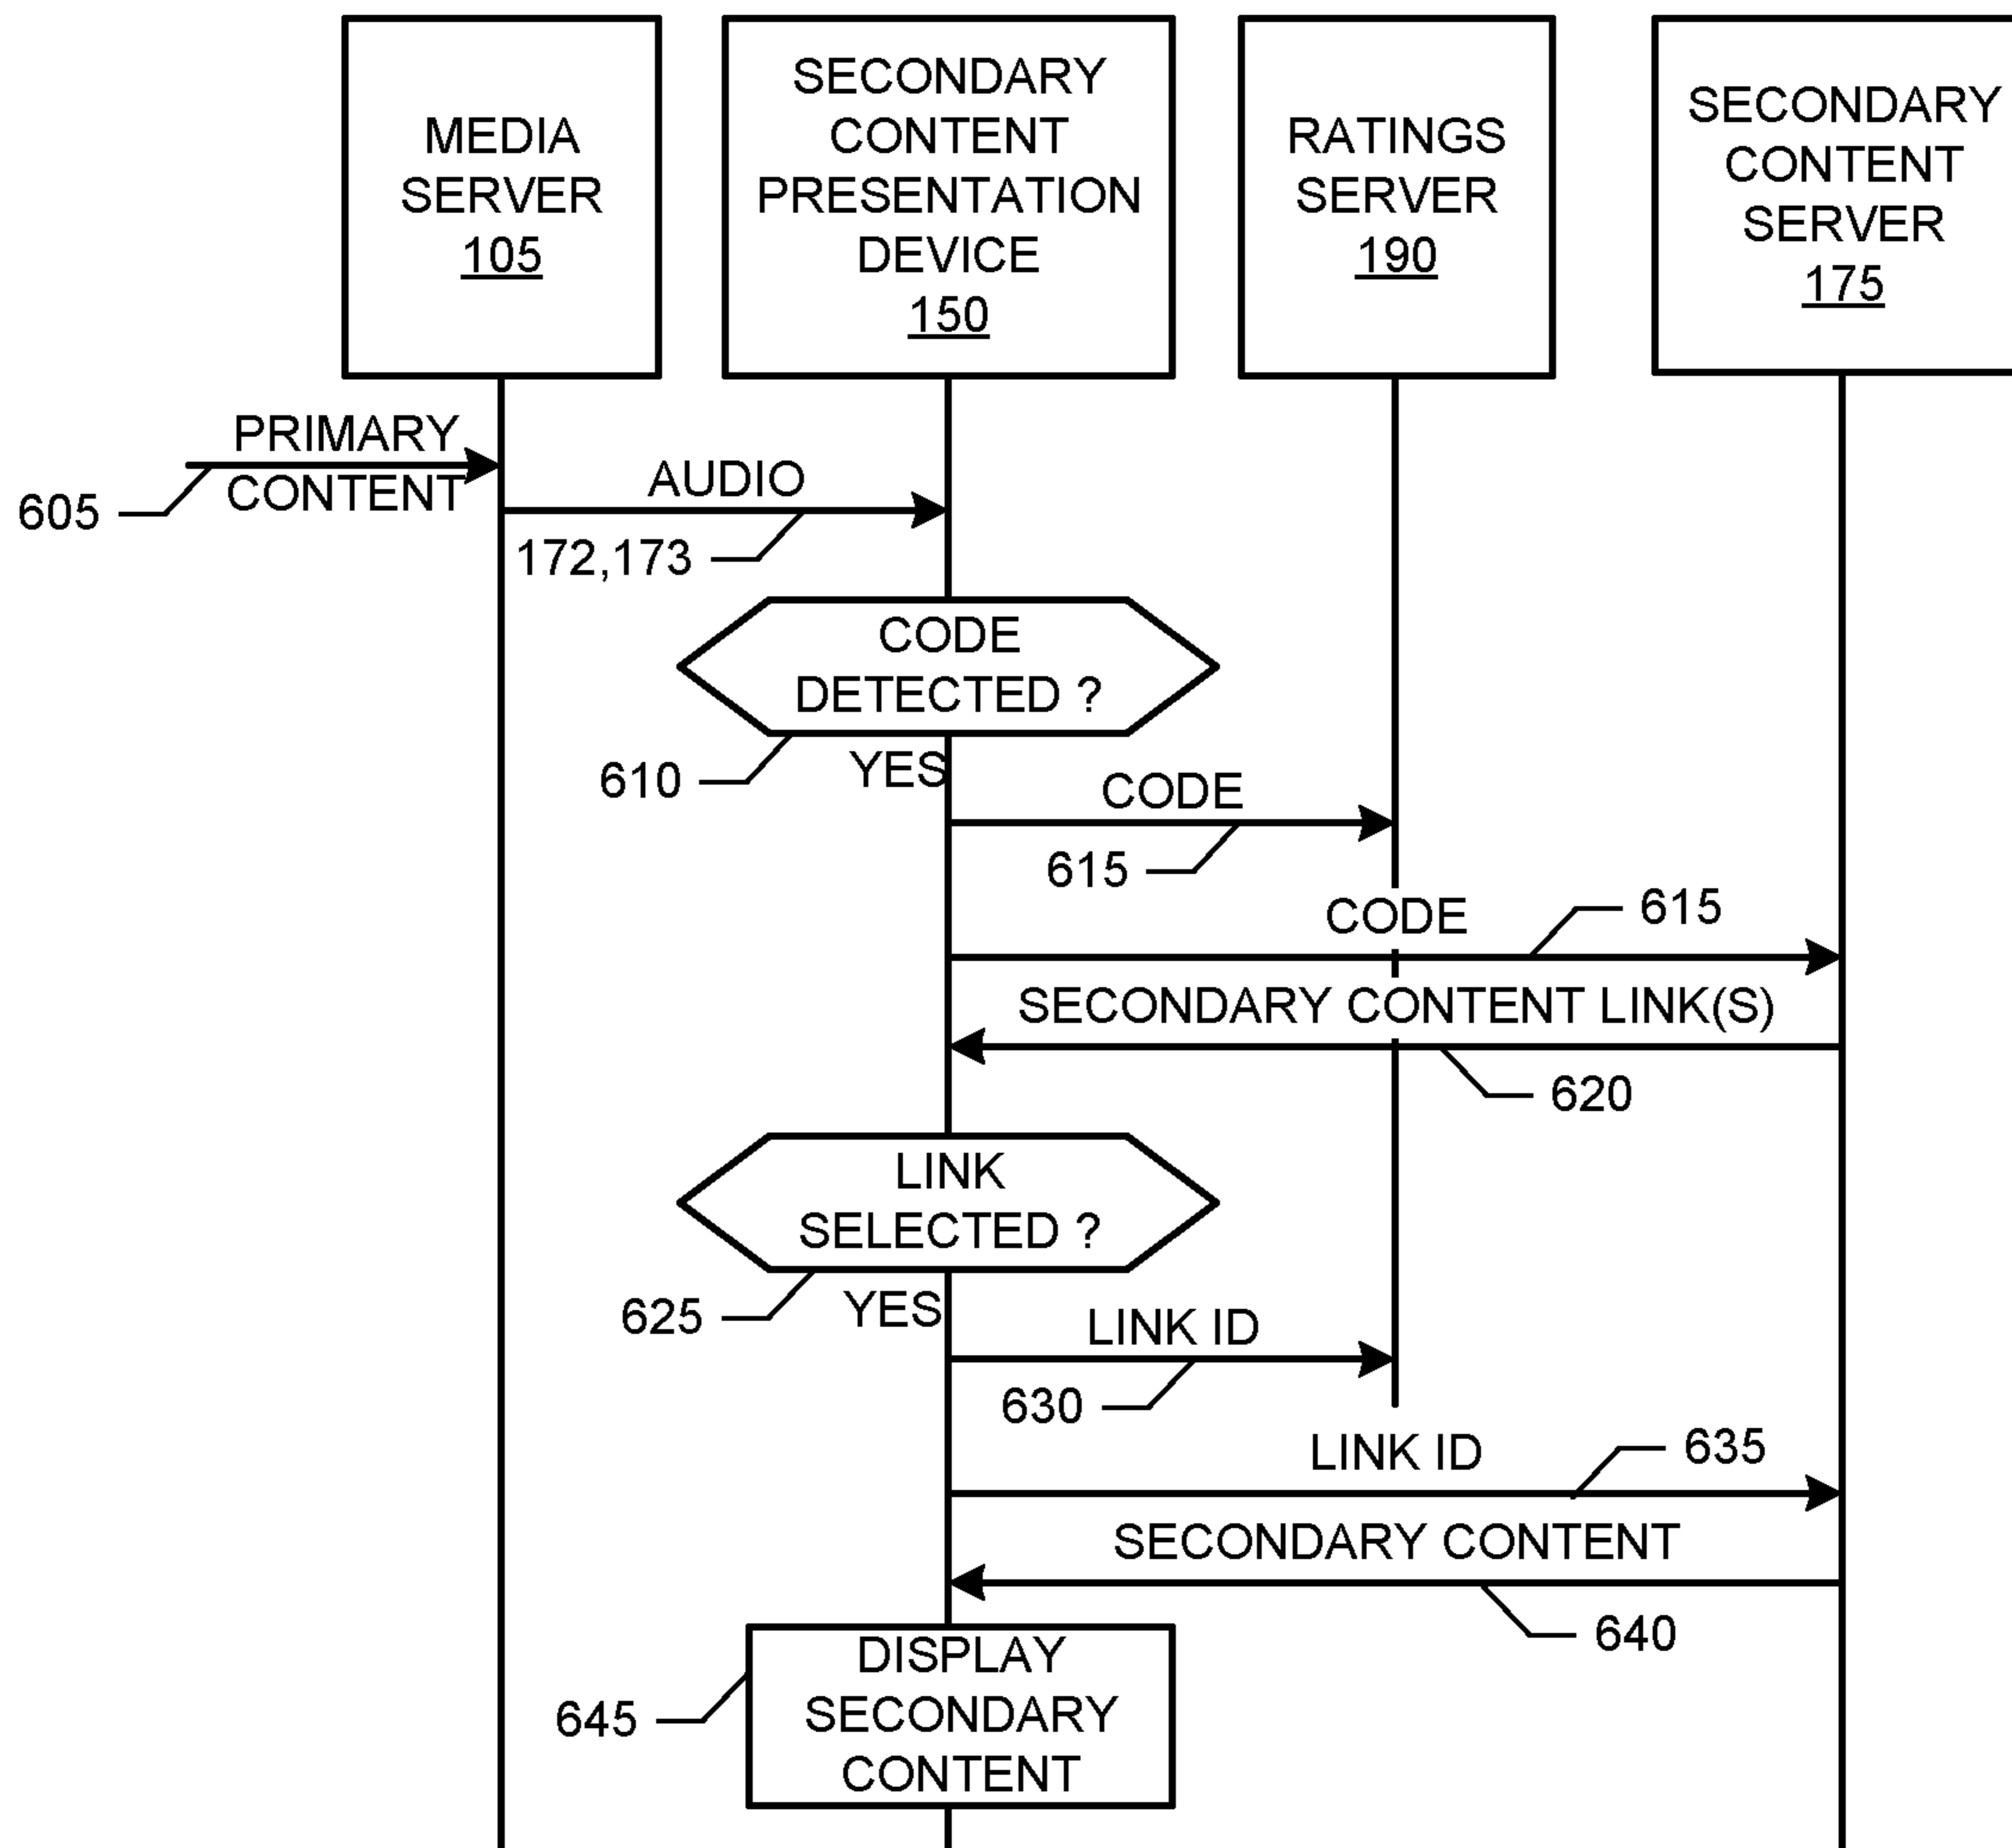 MEDIA
SERVER
105
SECONDARY
CONTENT
PRESENTATION
DEVICE
150
RATINGS
SERVER
190
SECONDARY
CONTENT
SERVER
175
PRIMARY
CONTENT
605
AUDIO
172,173
CODE
DETECTED ?
610
YES
CODE
615
CODE
615
SECONDARY CONTENT LINK(S)
620
LINK
SELECTED ?
625
YES
LINK ID
630
LINK ID
635
SECONDARY CONTENT
640
DISPLAY
SECONDARY
CONTENT
645